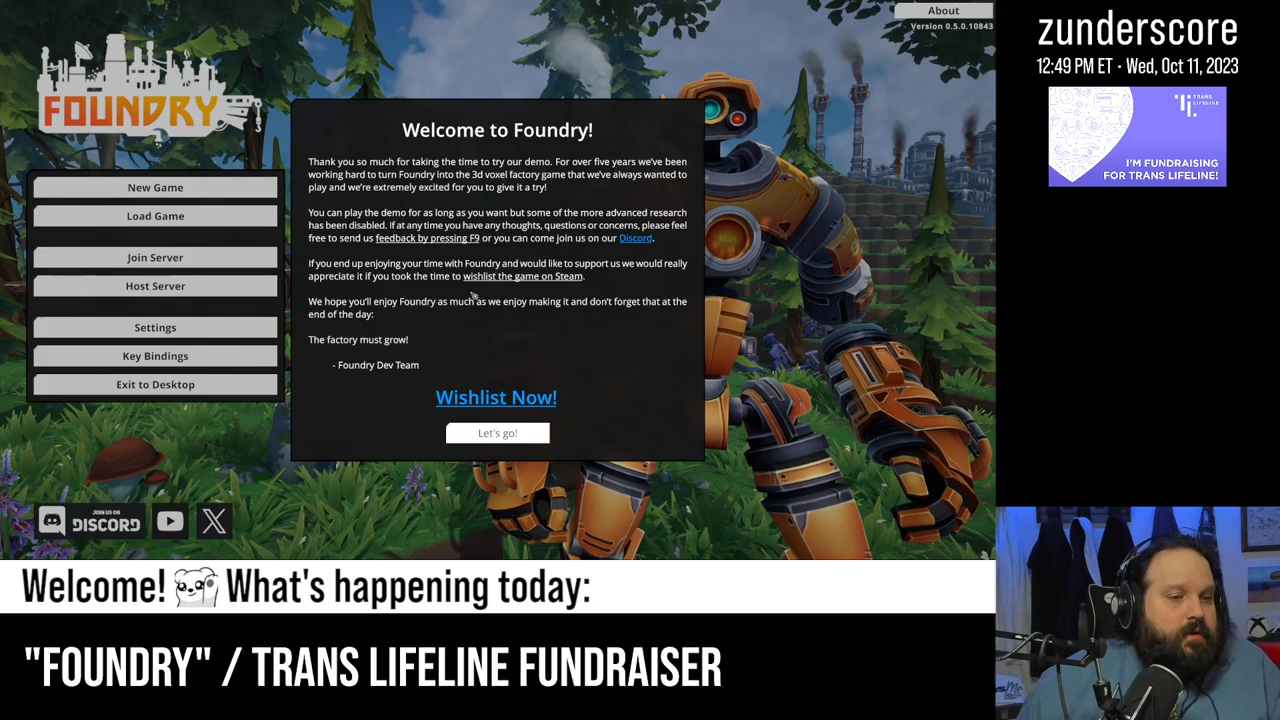 FOUNDRY
New Game
Load Game
Join Server
Host Server
Settings
Key Bindings
Exit to Desktop
JOIN US ON
DISCORD
About
Version 0.5.0.10843
Welcome to Foundry!
Thank you so much for taking the time to try our demo. For over five years we've been
working hard to turn Foundry into the 3d voxel factory game that we've always wanted to
play and we're extremely excited for you to give it a try!
You can play the demo for as long as you want but some of the more advanced research
has been disabled. If at any time you have any thoughts, questions or concerns, please feel
free to send us feedback by pressing F9 or you can come join us on our Discord.
If you end up enjoying your time with Foundry and would like to support us we would really
appreciate it if you took the time to wishlist the game on Steam.
We hope you'll enjoy Foundry as much as we enjoy making it and don't forget that at the
end of the day:
The factory must grow!
- Foundry Dev Team
Wishlist Now!
Let's go!
zunderscore
12:49 PM ET · Wed, Oct 11, 2023
TRANS
LIFELINE
I'M FUNDRAISING
FOR TRANS LIFELINE!
Welcome! What's happening today:
"FOUNDRY" / TRANS LIFELINE FUNDRAISER